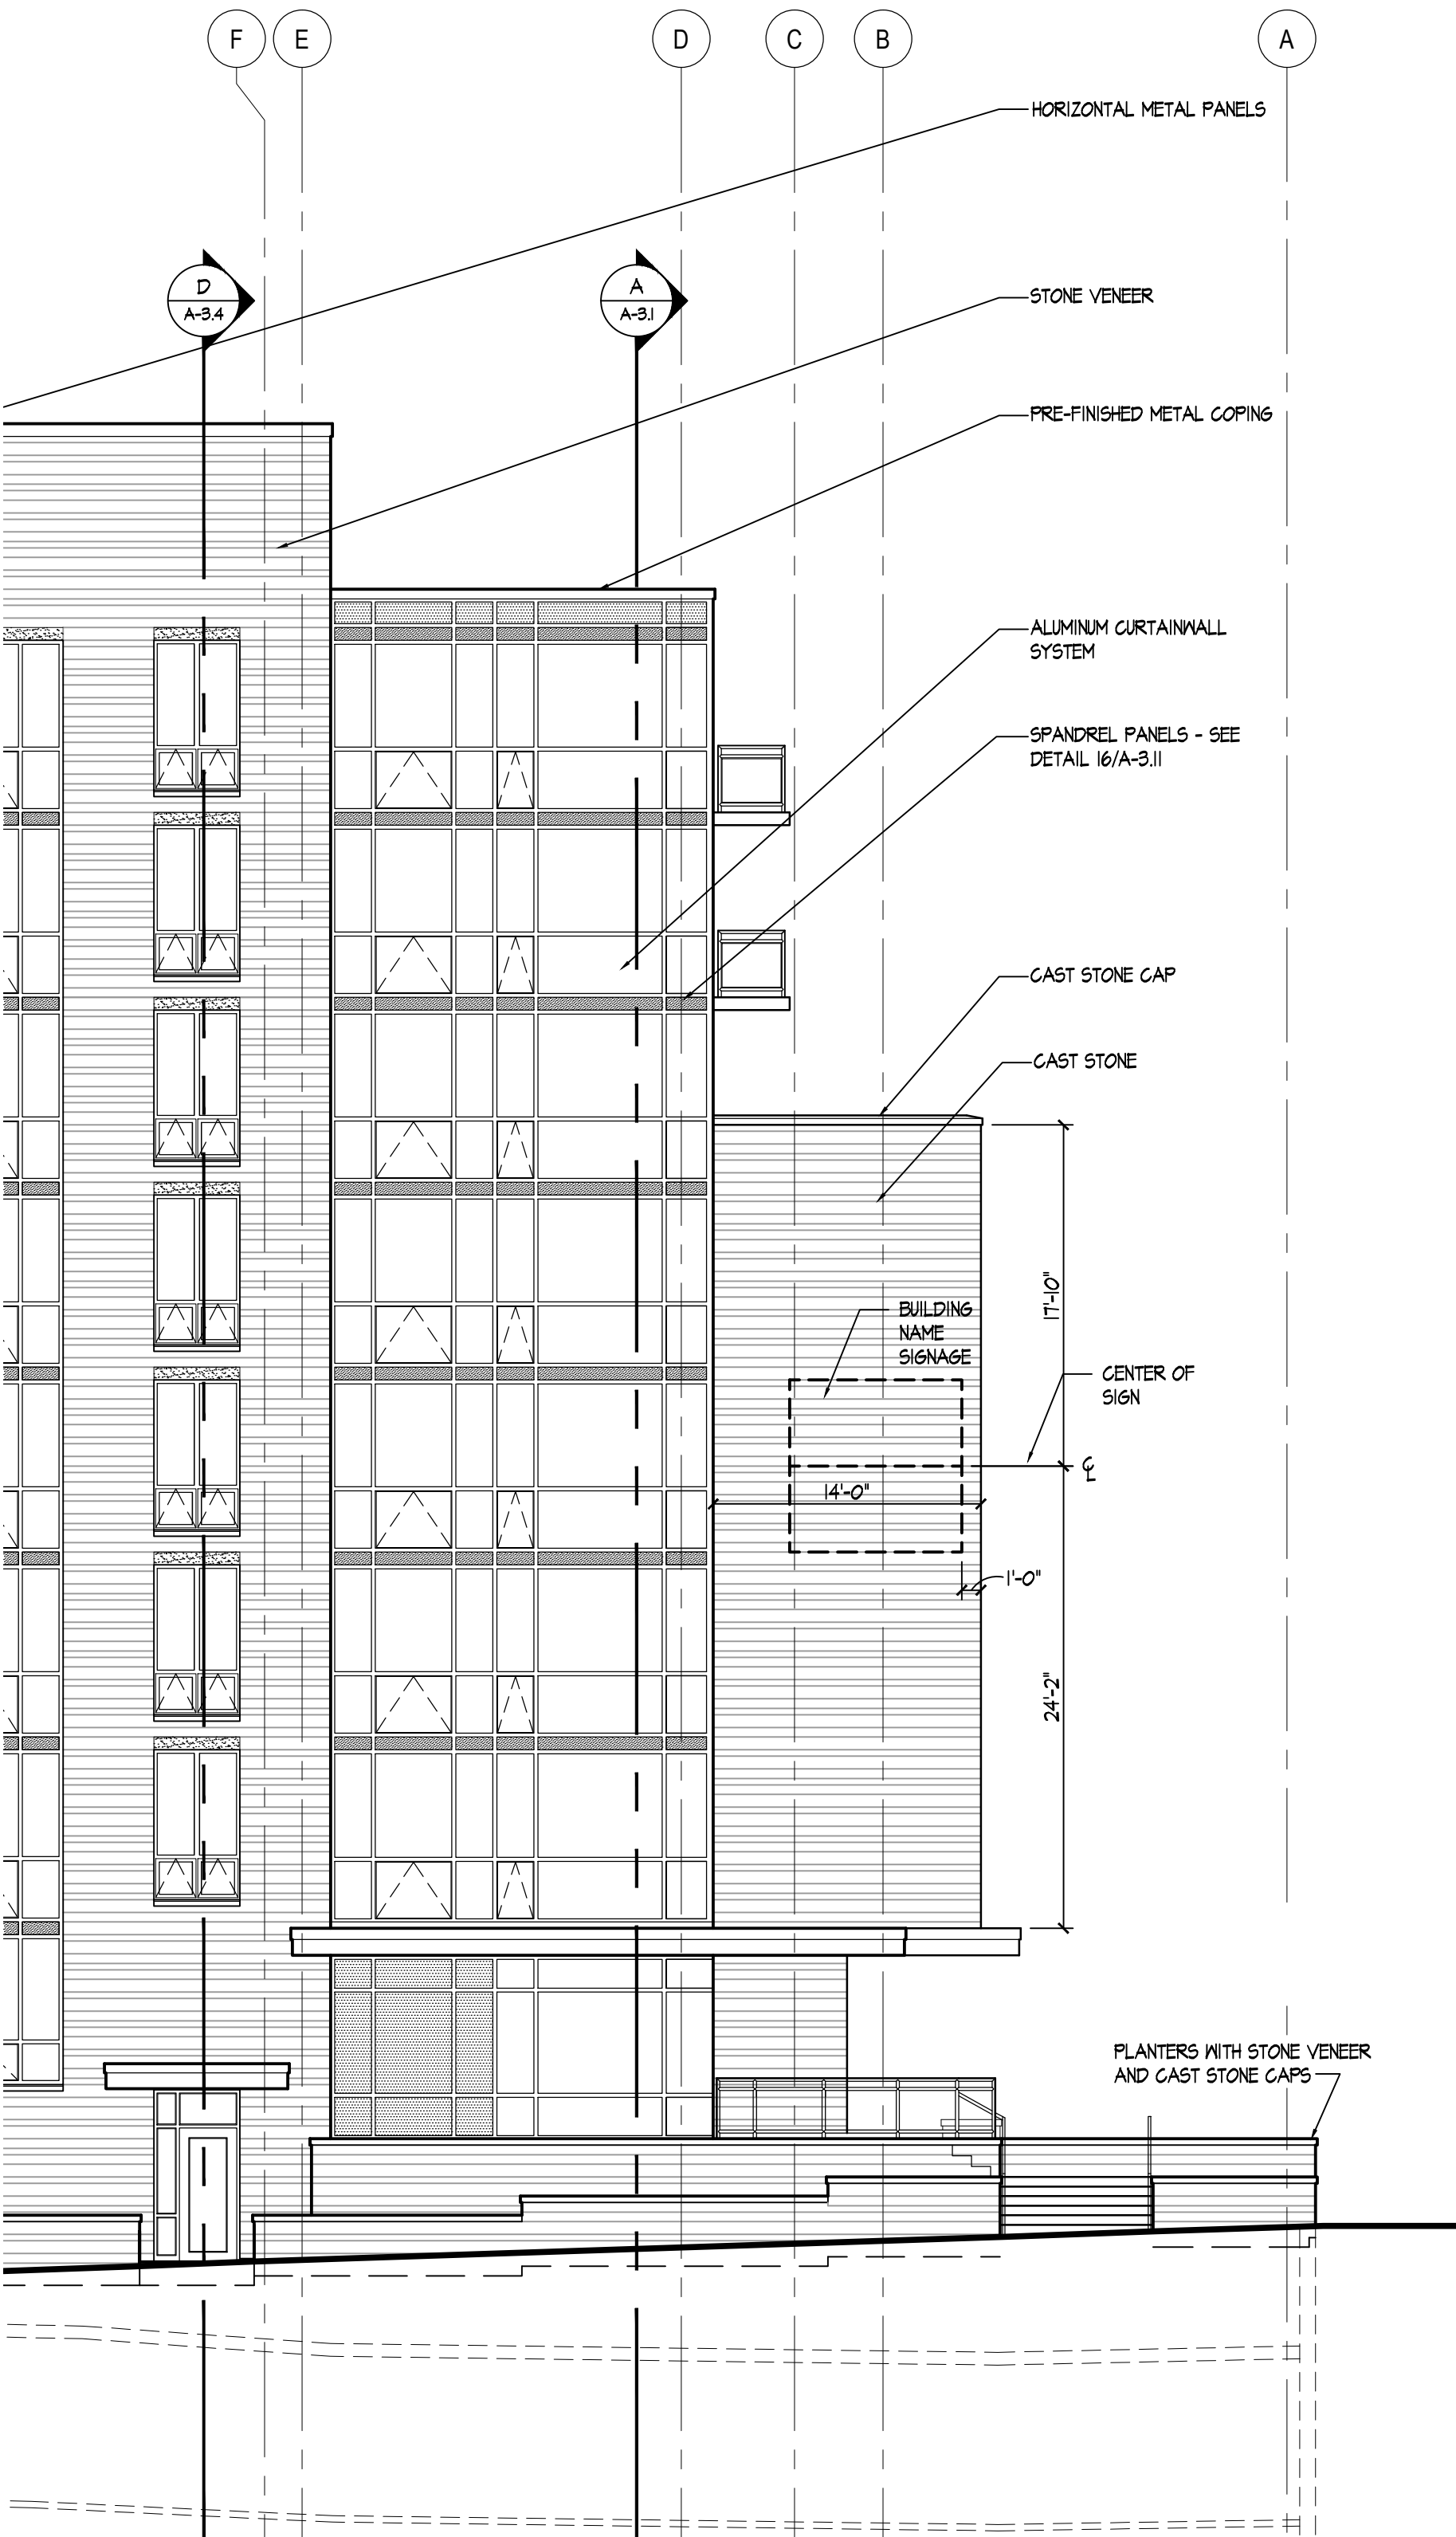 F
E
D
C
B
A
HORIZONTAL METAL PANELS
D
A-3.4
A
A-3.1
STONE VENEER
PRE-FINISHED METAL COPING
ALUMINUM CURTAINWALL
SYSTEM
SPANDREL PANELS - SEE
DETAIL 16/A-3.11
CAST STONE CAP
CAST STONE
17'-10"
BUILDING
NAME
SIGNAGE
CENTER OF
SIGN
℄
14'-0"
1'-0"
24'-2"
PLANTERS WITH STONE VENEER
AND CAST STONE CAPS